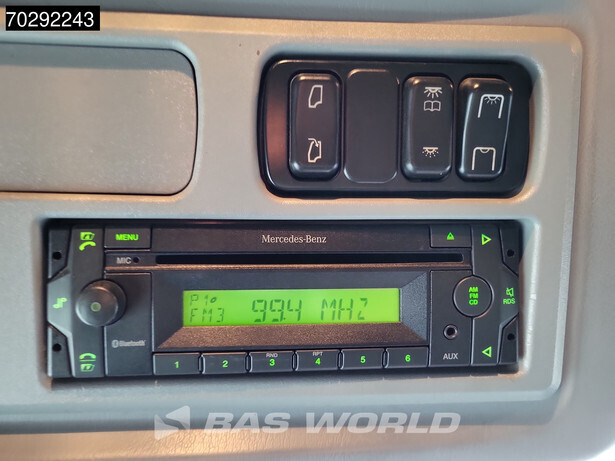 70292243
MENU
Mercedes-Benz
MIC
P1
FM3 99.4 MHZ
AM
FM
CD
RDS
Bluetooth
RND
RPT
1 2 3 4 5 6
AUX
BAS WORLD